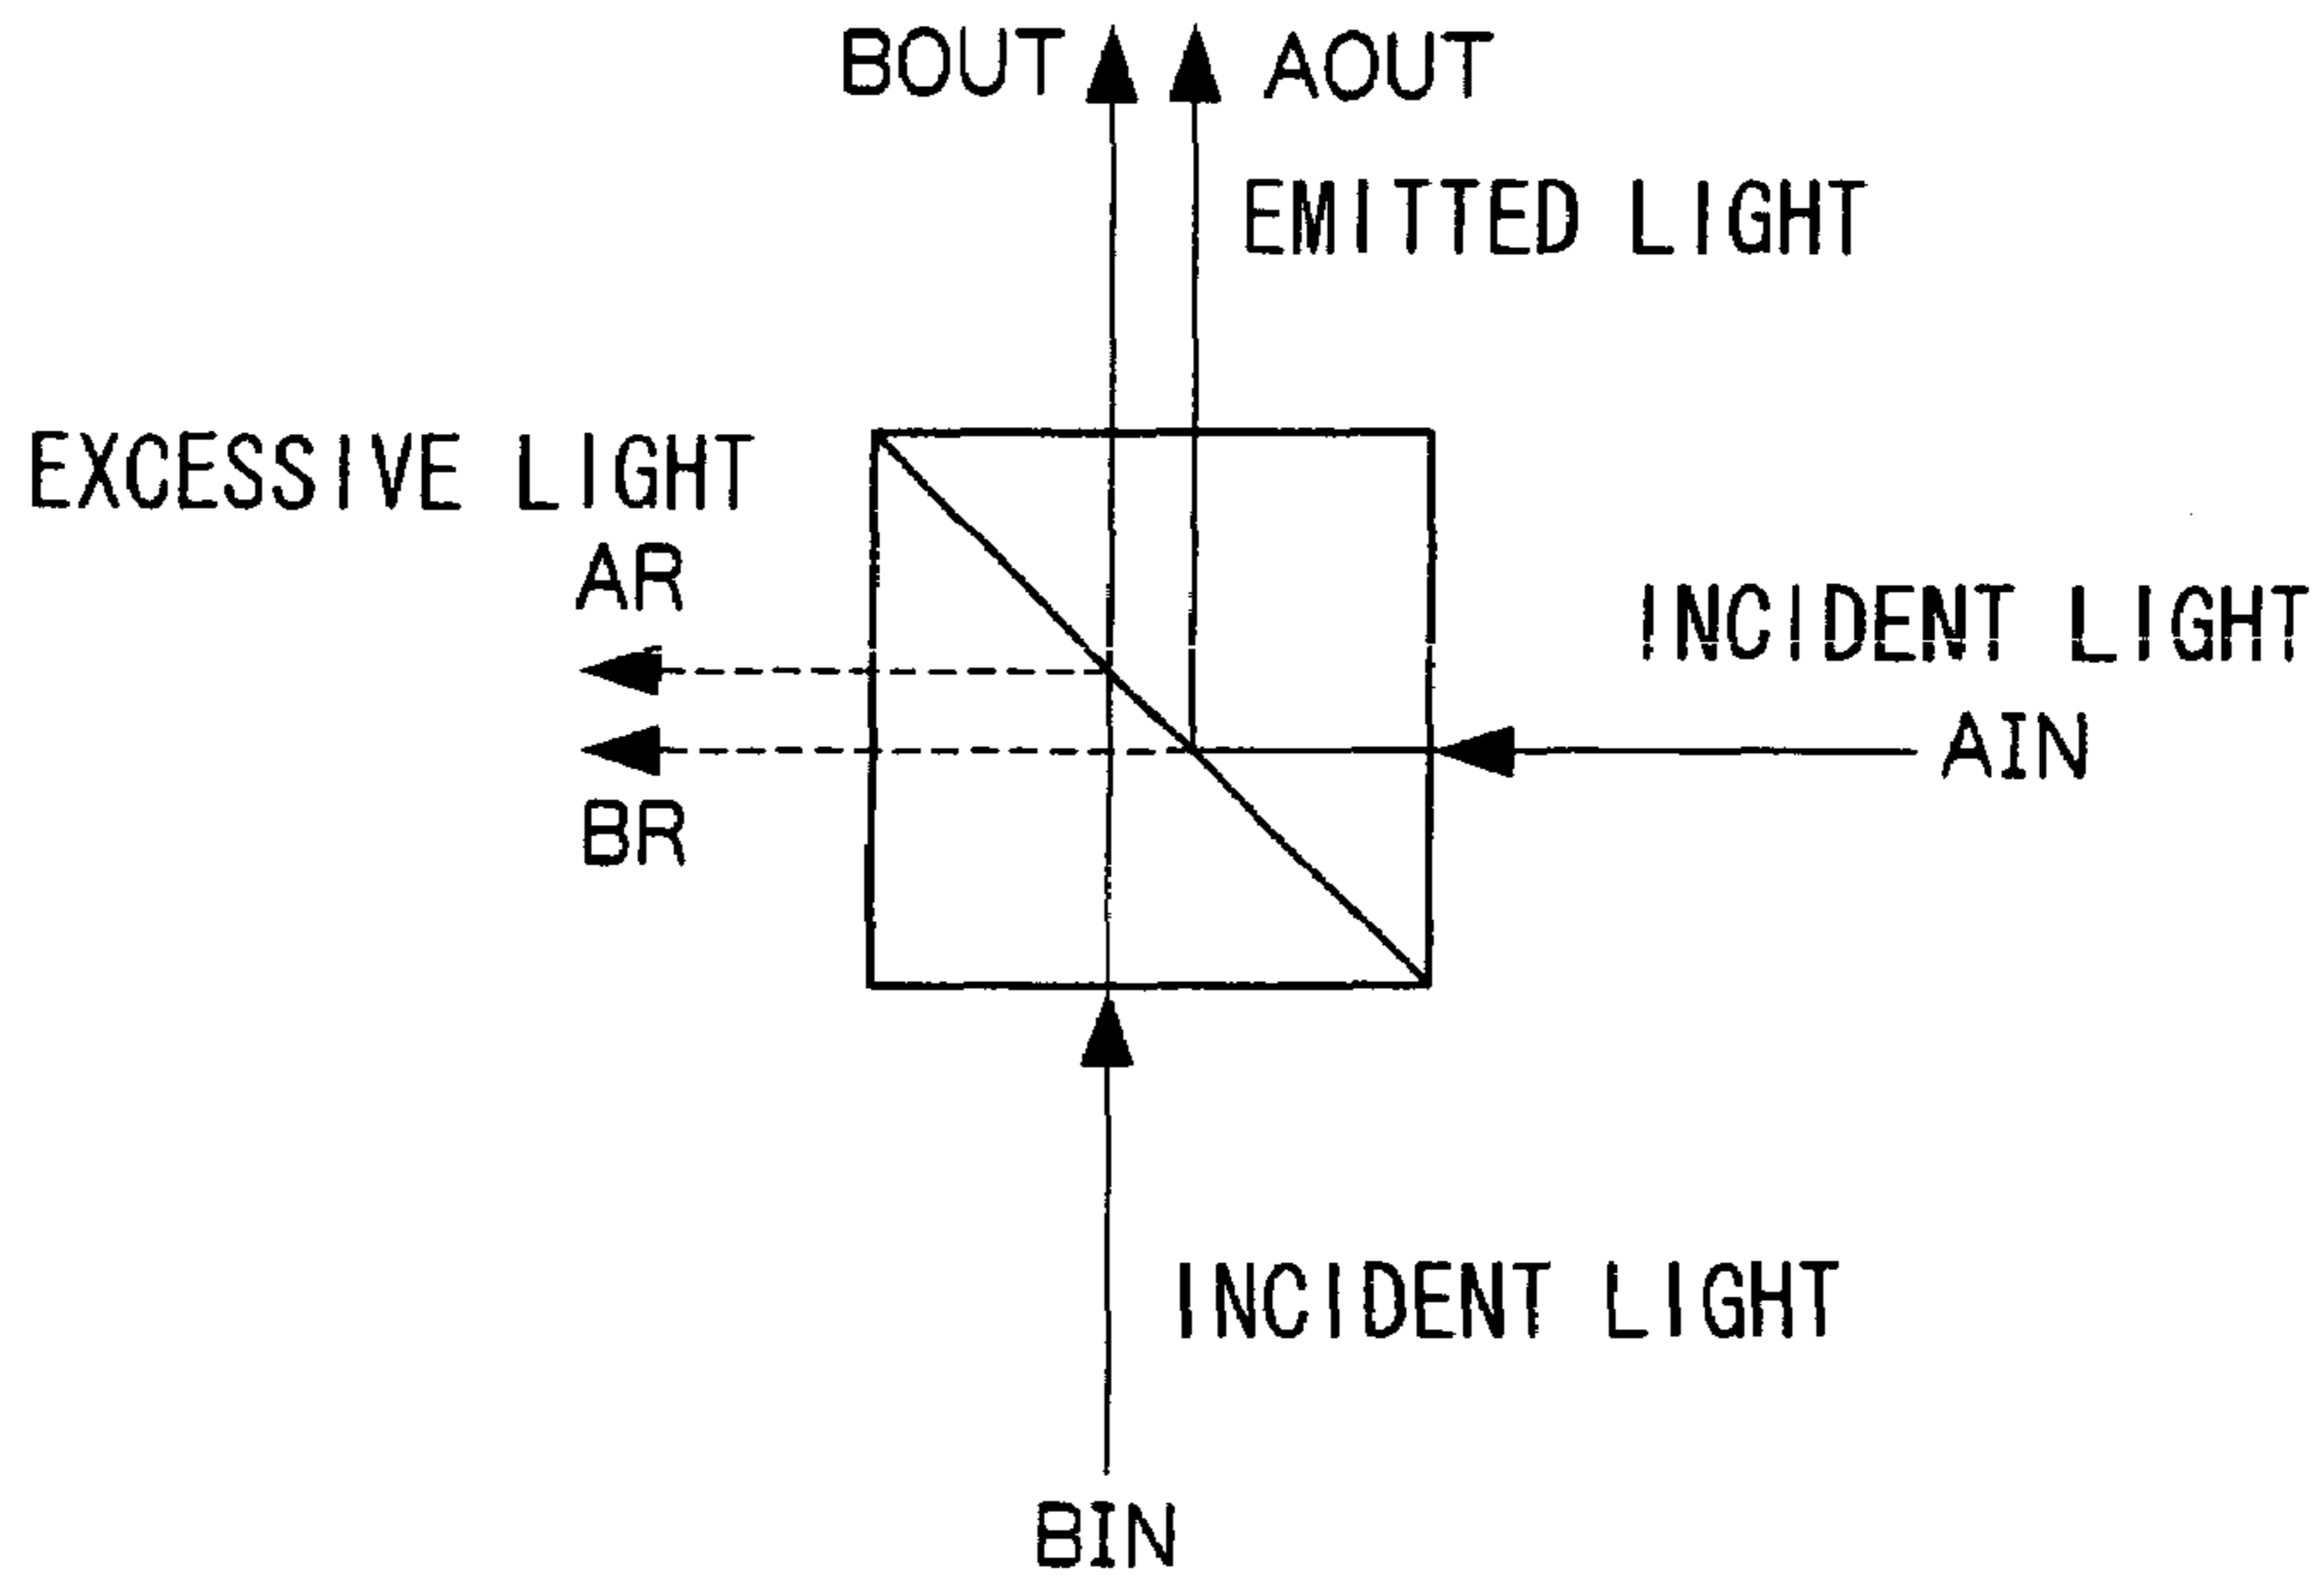 BOUT AOUT
EMITTED LIGHT
EXCESSIVE LIGHT
AR
INCIDENT LIGHT
AIN
BR
INCIDENT LIGHT
BIN